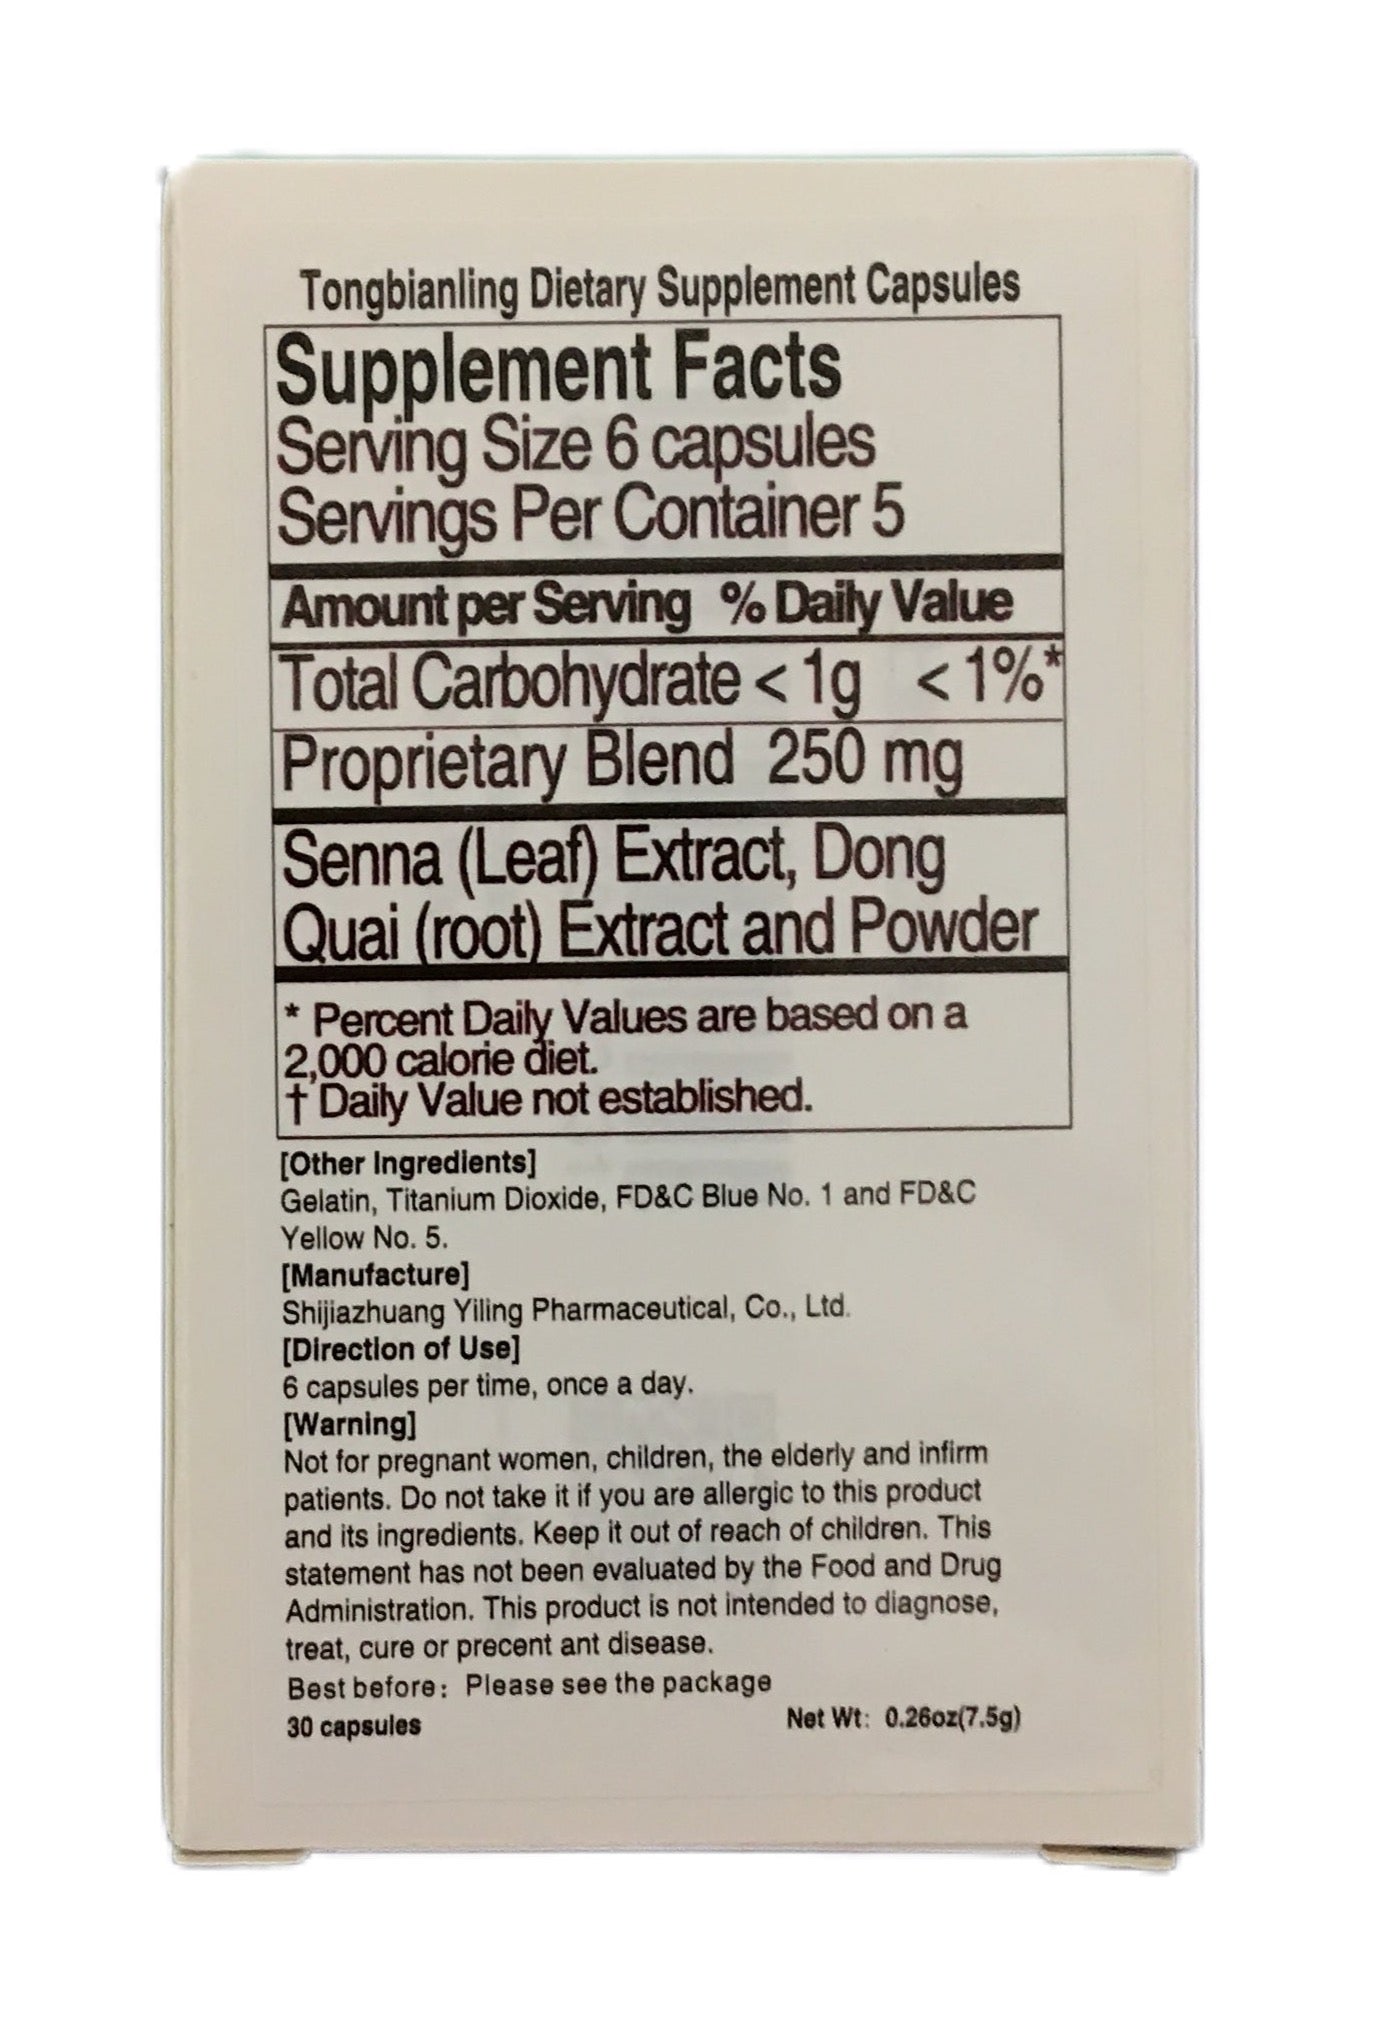 Tongbianling Dietary Supplement Capsules
Supplement Facts
Serving Size 6 capsules
Servings Per Container 5
Amount per Serving % Daily Value
Total Carbohydrate < 1g < 1%*
Proprietary Blend 250 mg
Senna (Leaf) Extract, Dong
Quai (root) Extract and Powder
* Percent Daily Values are based on a
2,000 calorie diet.
† Daily Value not established.
[Other Ingredients]
Gelatin, Titanium Dioxide, FD&C Blue No. 1 and FD&C
Yellow No. 5.
[Manufacture]
Shijiazhuang Yiling Pharmaceutical, Co., Ltd.
[Direction of Use]
6 capsules per time, once a day.
[Warning]
Not for pregnant women, children, the elderly and infirm
patients. Do not take it if you are allergic to this product
and its ingredients. Keep it out of reach of children. This
statement has not been evaluated by the Food and Drug
Administration. This product is not intended to diagnose,
treat, cure or precent ant disease.
Best before: Please see the package
30 capsules Net Wt: 0.26oz(7.5g)